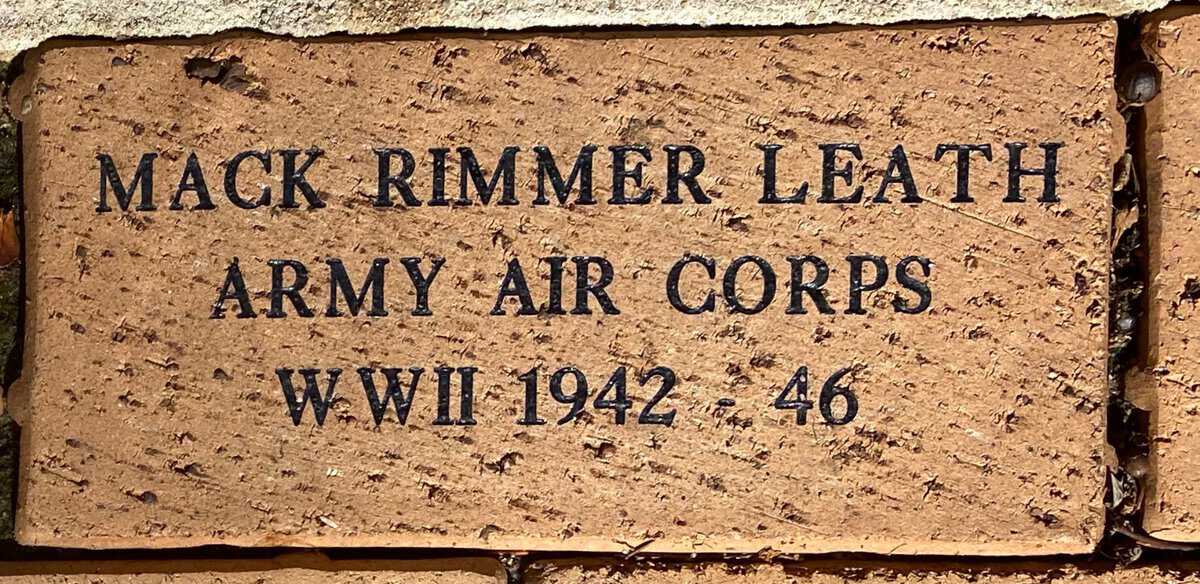 MACK RIMMER LEATH
ARMY AIR CORPS
WWII 1942 - 46